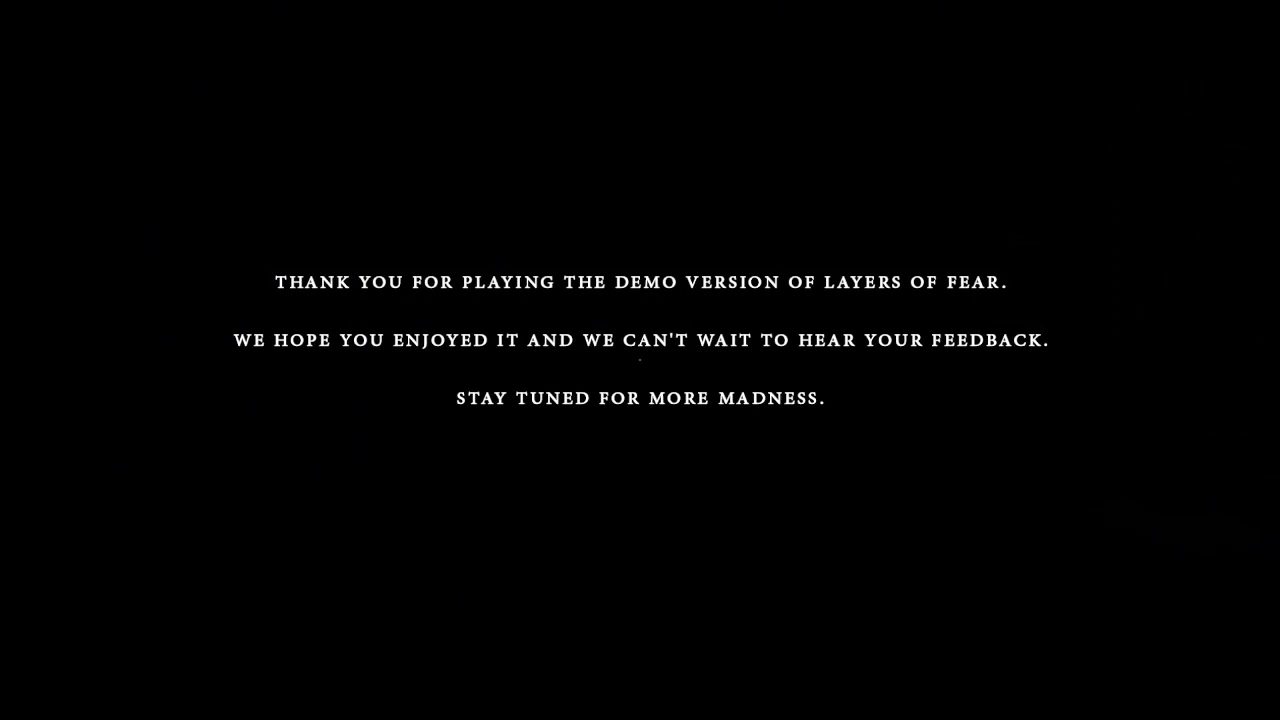 THANK YOU FOR PLAYING THE DEMO VERSION OF LAYERS OF FEAR.
WE HOPE YOU ENJOYED IT AND WE CAN'T WAIT TO HEAR YOUR FEEDBACK.
STAY TUNED FOR MORE MADNESS.